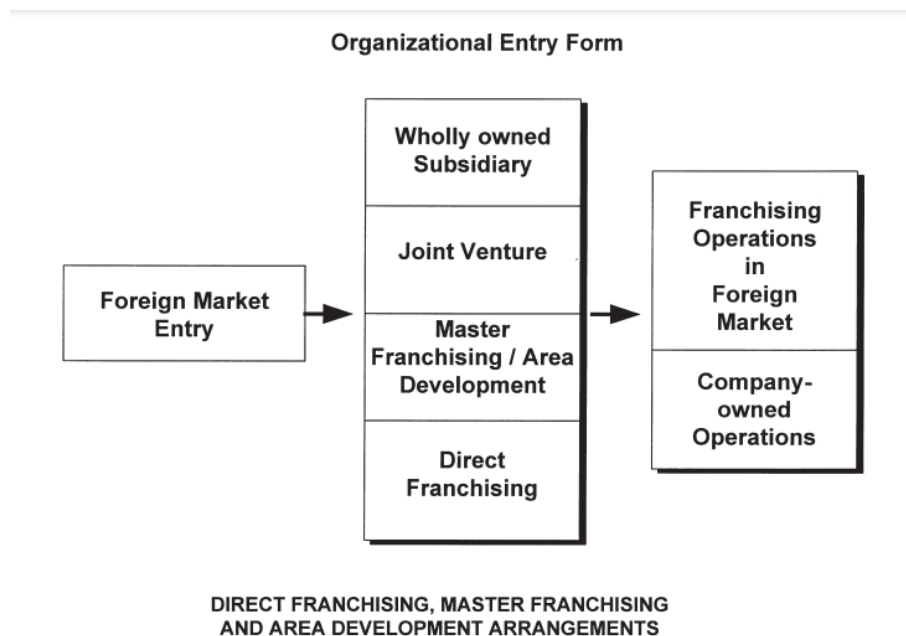 Organizational Entry Form
Foreign Market
Entry
Wholly owned
Subsidiary
Joint Venture
Master
Franchising / Area
Development
Direct
Franchising
Franchising
Operations
in
Foreign
Market
Company-
owned
Operations
DIRECT FRANCHISING, MASTER FRANCHISING
AND AREA DEVELOPMENT ARRANGEMENTS